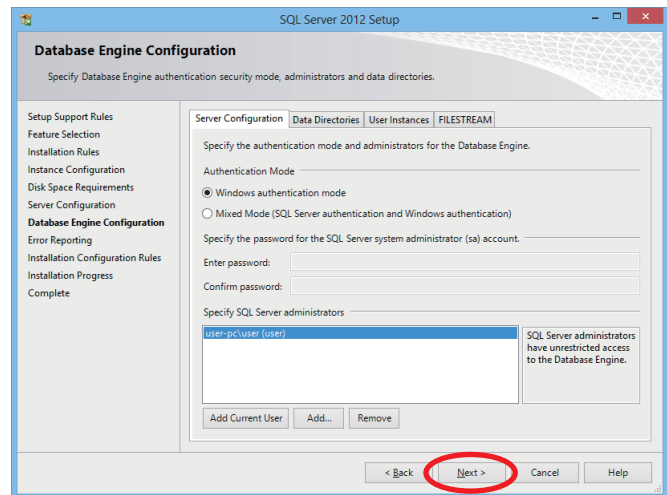 SQL Server 2012 Setup
Database Engine Configuration
Specify Database Engine authentication security mode, administrators and data directories.
Setup Support Rules
Feature Selection
Installation Rules
Instance Configuration
Disk Space Requirements
Server Configuration
Database Engine Configuration
Error Reporting
Installation Configuration Rules
Installation Progress
Complete
Server Configuration Data Directories User Instances FILESTREAM
Specify the authentication mode and administrators for the Database Engine.
Authentication Mode
Windows authentication mode
Mixed Mode (SQL Server authentication and Windows authentication)
Specify the password for the SQL Server system administrator (sa) account.
Enter password:
Confirm password:
Specify SQL Server administrators
user-pc\user (user)
SQL Server administrators
have unrestricted access
to the Database Engine.
Add Current User Add... Remove
< Back Next > Cancel Help